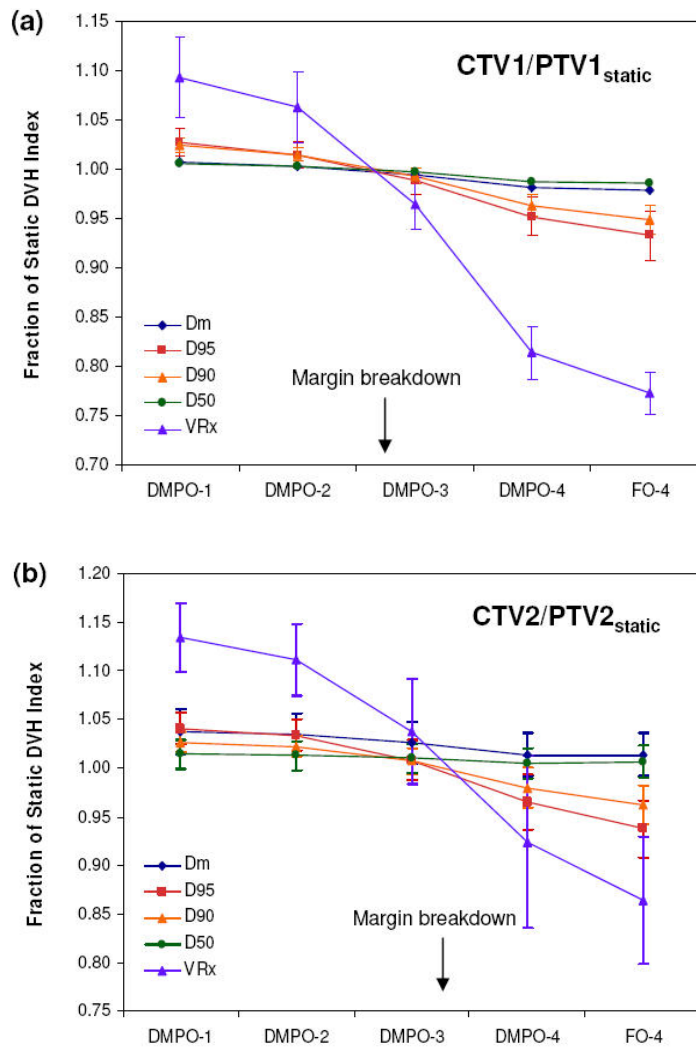 (a)
CTV1/PTV1static
Fraction of Static DVH Index
1.15
1.10
1.05
1.00
0.95
0.90
0.85
0.80
0.75
0.70
Dm
D95
D90
D50
VRx
Margin breakdown
DMPO-1 DMPO-2 DMPO-3 DMPO-4 FO-4
(b)
CTV2/PTV2static
Fraction of Static DVH Index
1.20
1.15
1.10
1.05
1.00
0.95
0.90
0.85
0.80
0.75
Dm
D95
D90
D50
VRx
Margin breakdown
DMPO-1 DMPO-2 DMPO-3 DMPO-4 FO-4